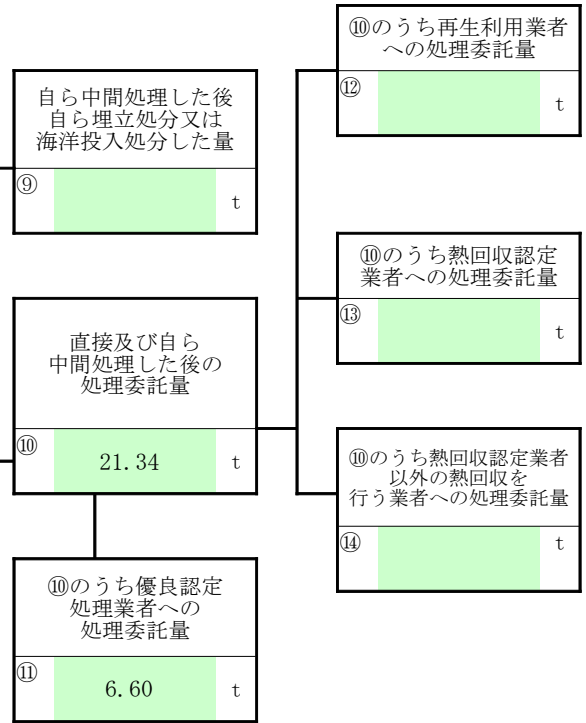 自ら中間処理した後
自ら埋立処分又は
海洋投入処分した量
⑨ t
直接及び自ら
中間処理した後の
処理委託量
⑩ 21.34 t
⑩のうち優良認定
処理業者への
処理委託量
⑪ 6.60 t
⑩のうち再生利用業者
への処理委託量
⑫ t
⑩のうち熱回収認定
業者への処理委託量
⑬ t
⑩のうち熱回収認定業者
以外の熱回収を
行う業者への処理委託量
⑭ t